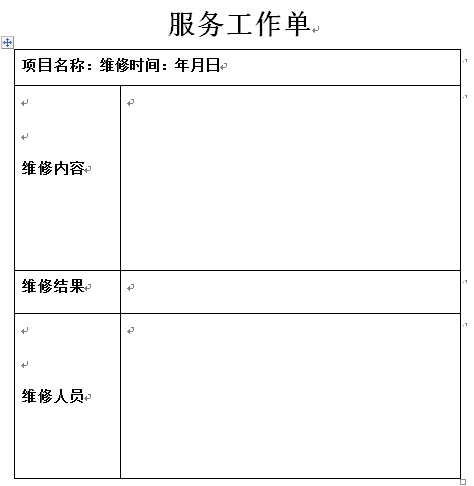 服务工作单
项目名称：维修时间：年月日
维修内容
维修结果
维修人员